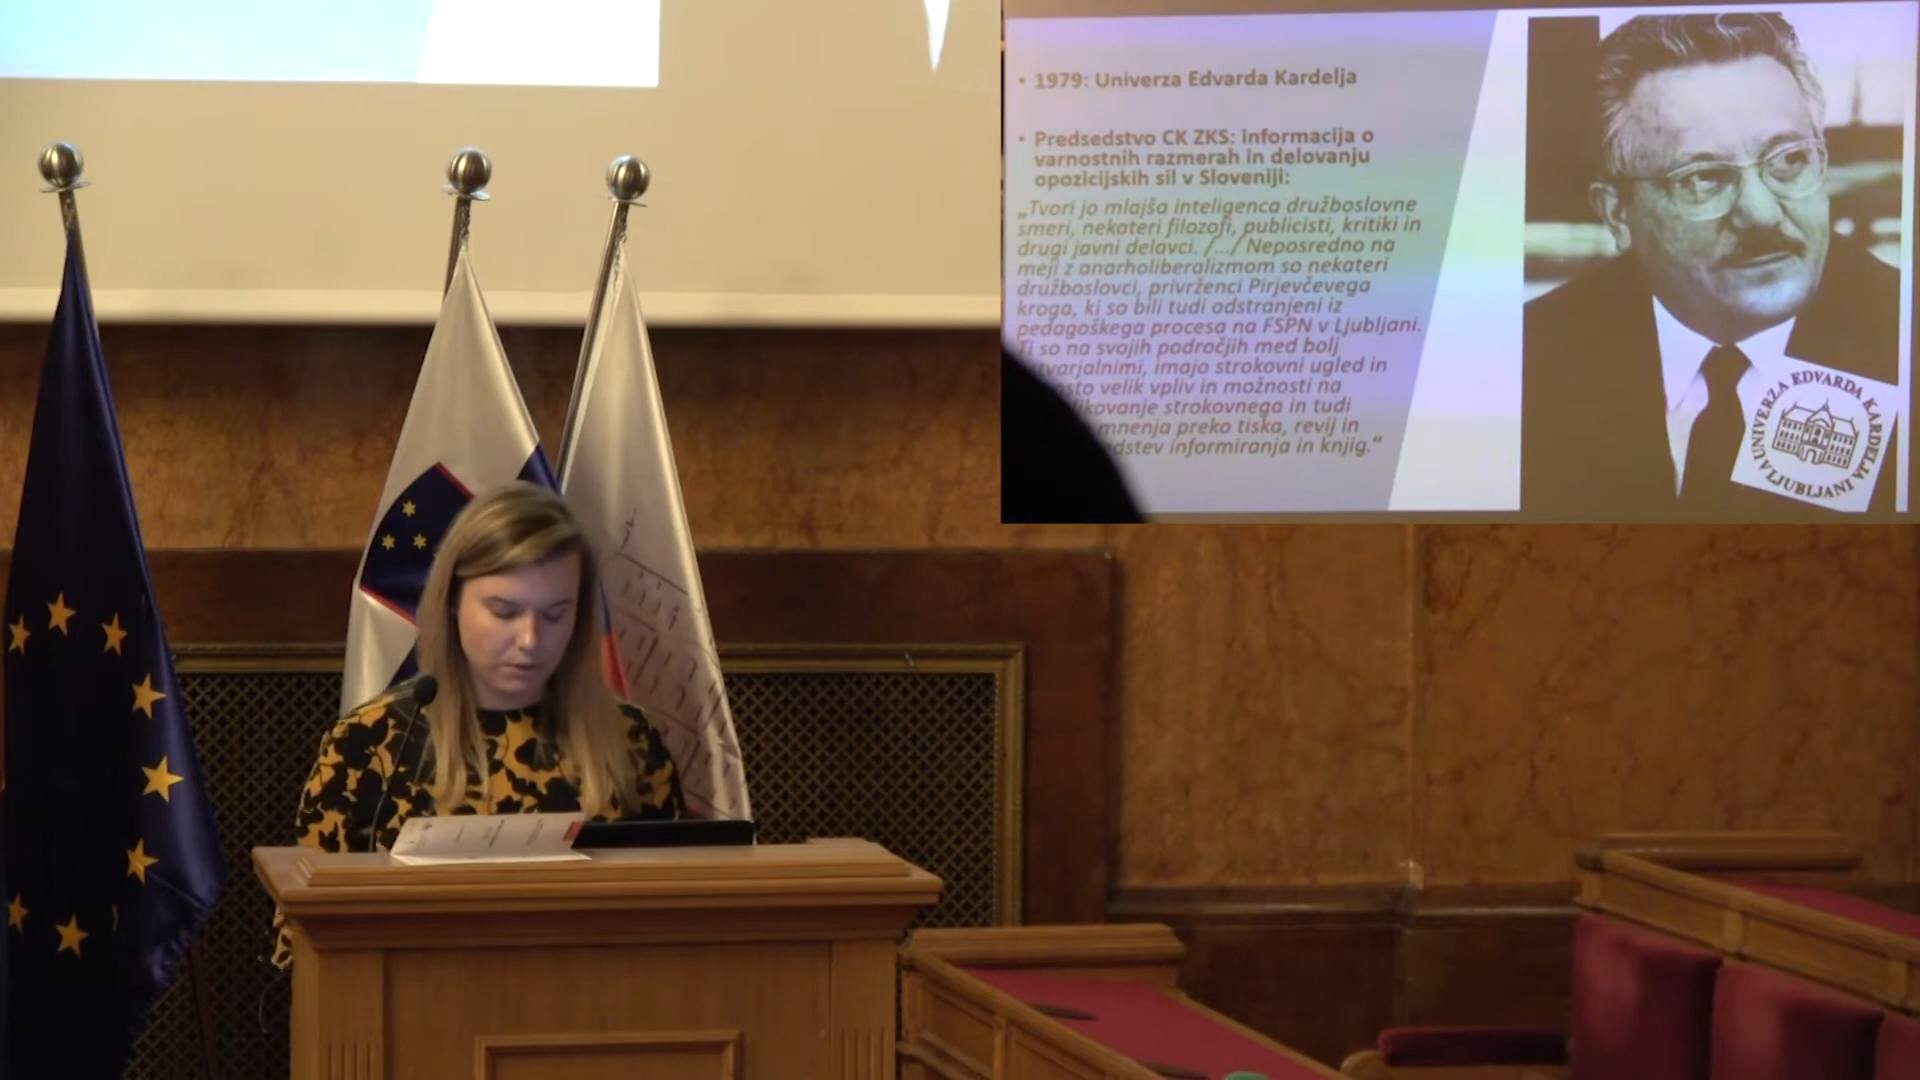 • 1979: Univerza Edvarda Kardelja
• Predsedstvo CK ZKS: informacija o
varnostnih razmerah in delovanju
opozicijskih sil v Sloveniji:
„Tvori jo mlajša inteligenca družboslovne
smeri, nekateri filozofi, publicisti, kritiki in
drugi javni delavci. /.../ Neposredno na
meji z anarholiberalizmom so nekateri
družboslovci, privrženci Pirjevčevega
kroga, ki so bili tudi odstranjeni iz
pedagoškega procesa na FSPN v Ljubljani.
Ti so na svojih področjih med bolj
imajo strokovni ugled in
velik vpliv in možnosti na
strokovnega in tudi
mnenja preko tiska, revij in
informiranja in knjig.“
UNIVERZA EDVARDA KARDELJA V LJUBLJANI